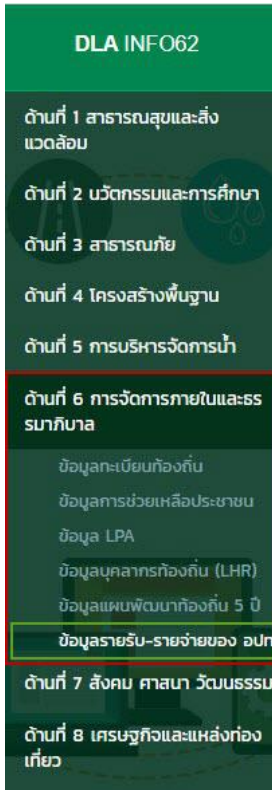 DLA INFO62
ด้านที่ 1 สาธารณสุขและสิ่ง
แวดล้อม
ด้านที่ 2 นวัตกรรมและการศึกษา
ด้านที่ 3 สาธารณภัย
ด้านที่ 4 โครงสร้างพื้นฐาน
ด้านที่ 5 การบริหารจัดการน้ำ
ด้านที่ 6 การจัดการภายในและธร
รมาภิบาล
ข้อมูลทะเบียนท้องถิ่น
ข้อมูลการช่วยเหลือประชาชน
ข้อมูล LPA
ข้อมูลบุคลากรท้องถิ่น (LHR)
ข้อมูลแผนพัฒนาท้องถิ่น 5 ปี
ข้อมูลรายรับ-รายจ่ายของ อปท
ด้านที่ 7 สังคม ศาสนา วัฒนธรรม
ด้านที่ 8 เศรษฐกิจและแหล่งท่อง
เที่ยว